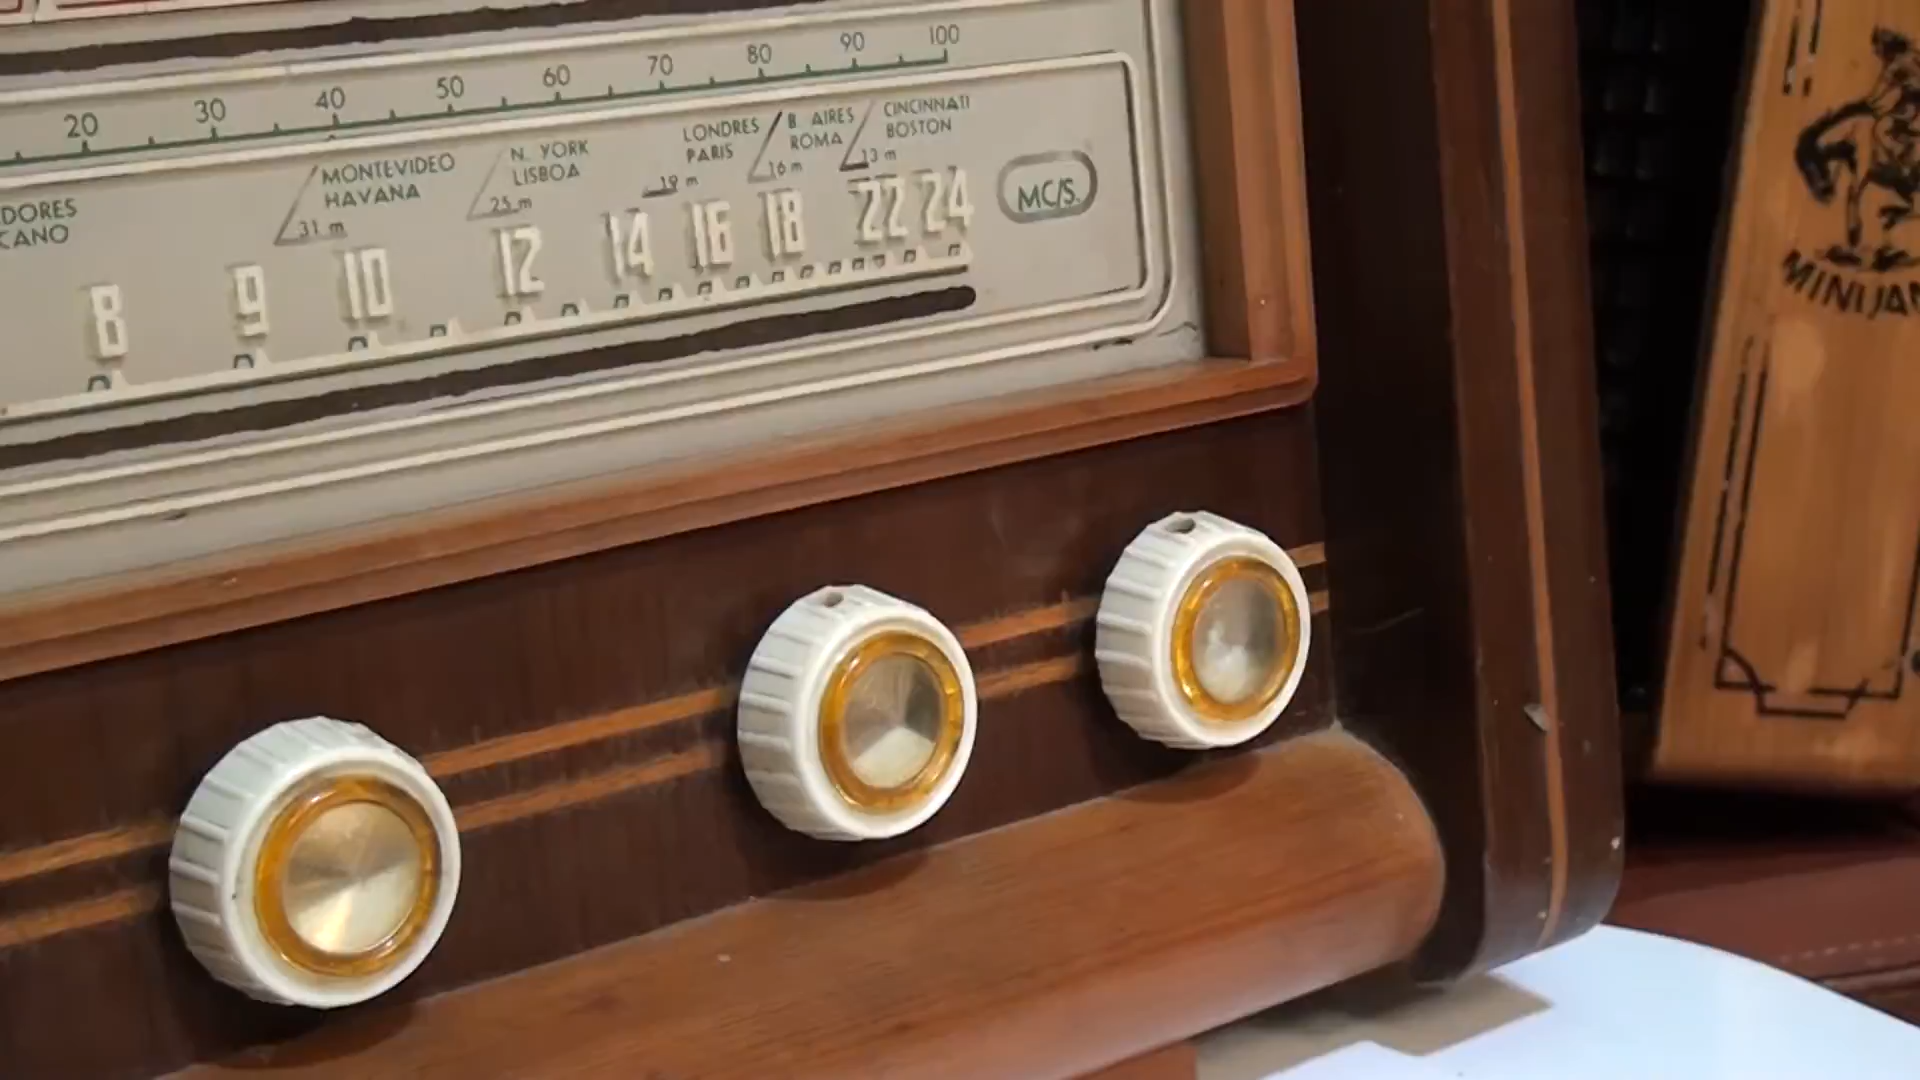 20 30 40 50 60 70 80 90 100
DORES
CANO
MONTEVIDEO
HAVANA
31 m
N. YORK
LISBOA
25 m
LONDRES
PARIS
19 m
B. AIRES
ROMA
16 m
CINCINNATI
BOSTON
13 m
8 9 10 12 14 16 18 22 24
MC/S.
MINIJA